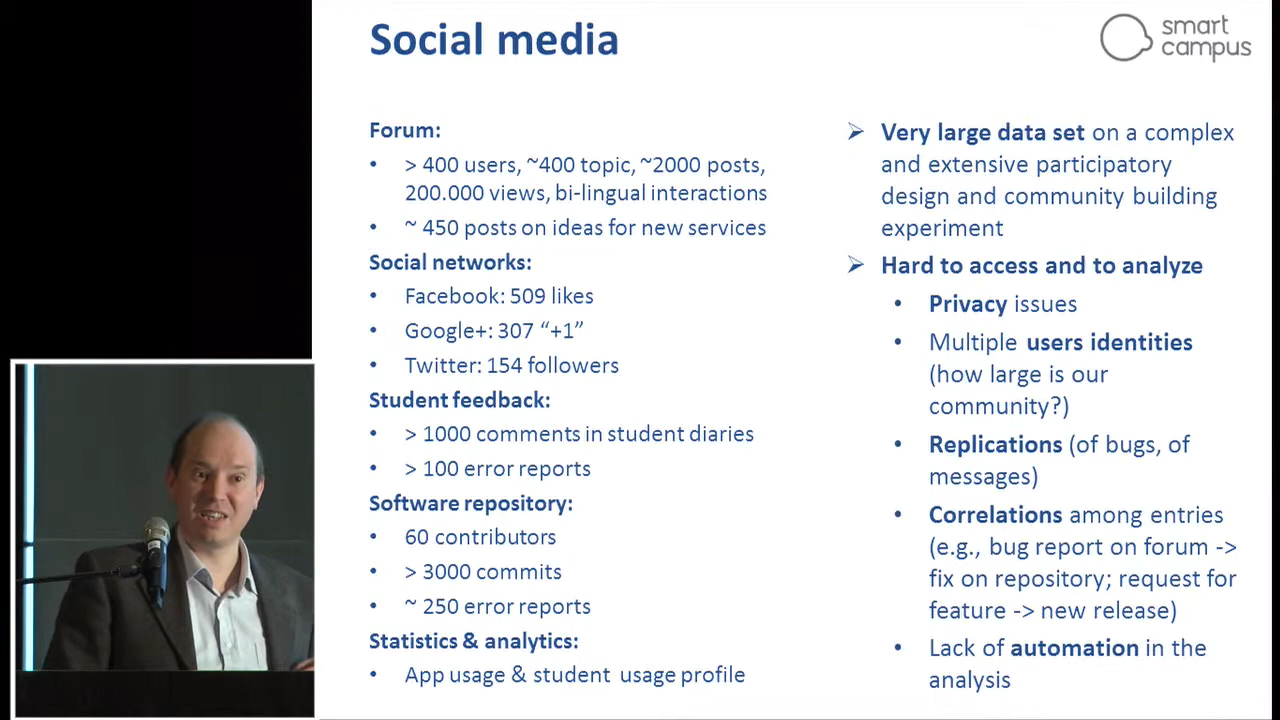 Social media
smart
campus
Forum:
• > 400 users, ~400 topic, ~2000 posts,
200.000 views, bi-lingual interactions
• ~ 450 posts on ideas for new services
Social networks:
• Facebook: 509 likes
• Google+: 307 “+1”
• Twitter: 154 followers
Student feedback:
• > 1000 comments in student diaries
• > 100 error reports
Software repository:
• 60 contributors
• > 3000 commits
• ~ 250 error reports
Statistics & analytics:
• App usage & student usage profile
➢ Very large data set on a complex
and extensive participatory
design and community building
experiment
➢ Hard to access and to analyze
• Privacy issues
• Multiple users identities
(how large is our
community?)
• Replications (of bugs, of
messages)
• Correlations among entries
(e.g., bug report on forum ->
fix on repository; request for
feature -> new release)
• Lack of automation in the
analysis